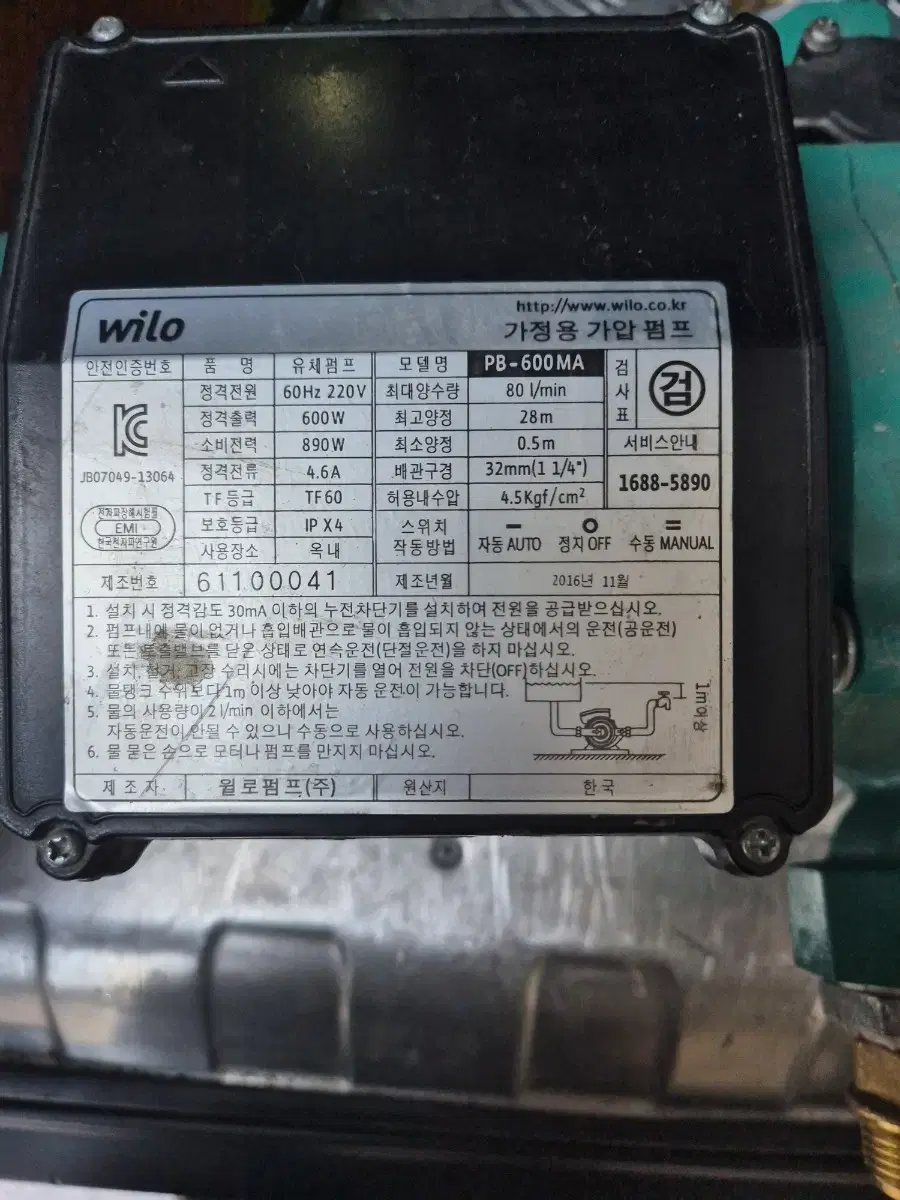 wilo
http://www.wilo.co.kr
가정용 가압 펌프
안전인증번호 품 명 유체펌프 모델명 PB-600MA 검사표 검
정격전원 60Hz 220V 최대양수량 80 l/min
정격출력 600W 최고양정 28m
소비전력 890W 최소양정 0.5m 서비스안내
JB07049-13064 정격전류 4.6A 배관구경 32mm(1 1/4") 1688-5890
TF등급 TF60 허용내수압 4.5Kgf/cm²
전자파장해시험필
EMI
한국전자파연구원
보호등급 IP X4 스위치
사용장소 옥내 작동방법 자동 AUTO 정지 OFF 수동 MANUAL
제조번호 61100041 제조년월 2016년 11월
1. 설치 시 정격감도 30mA 이하의 누전차단기를 설치하여 전원을 공급받으십시오.
2. 펌프내에 물이 없거나 흡입배관으로 물이 흡입되지 않는 상태에서의 운전(공운전)
또는 토출밸브를 닫은 상태로 연속운전(단절운전)을 하지 마십시오.
3. 설치, 철거, 고장 수리시에는 차단기를 열어 전원을 차단(OFF)하십시오.
4. 물탱크 수위보다 1m 이상 낮아야 자동 운전이 가능합니다.
5. 물의 사용량이 2 l/min 이하에서는
자동운전이 안될 수 있으니 수동으로 사용하십시오.
6. 물 묻은 손으로 모터나 펌프를 만지지 마십시오.
1m이상
제 조 자 윌로펌프(주) 원산지 한 국